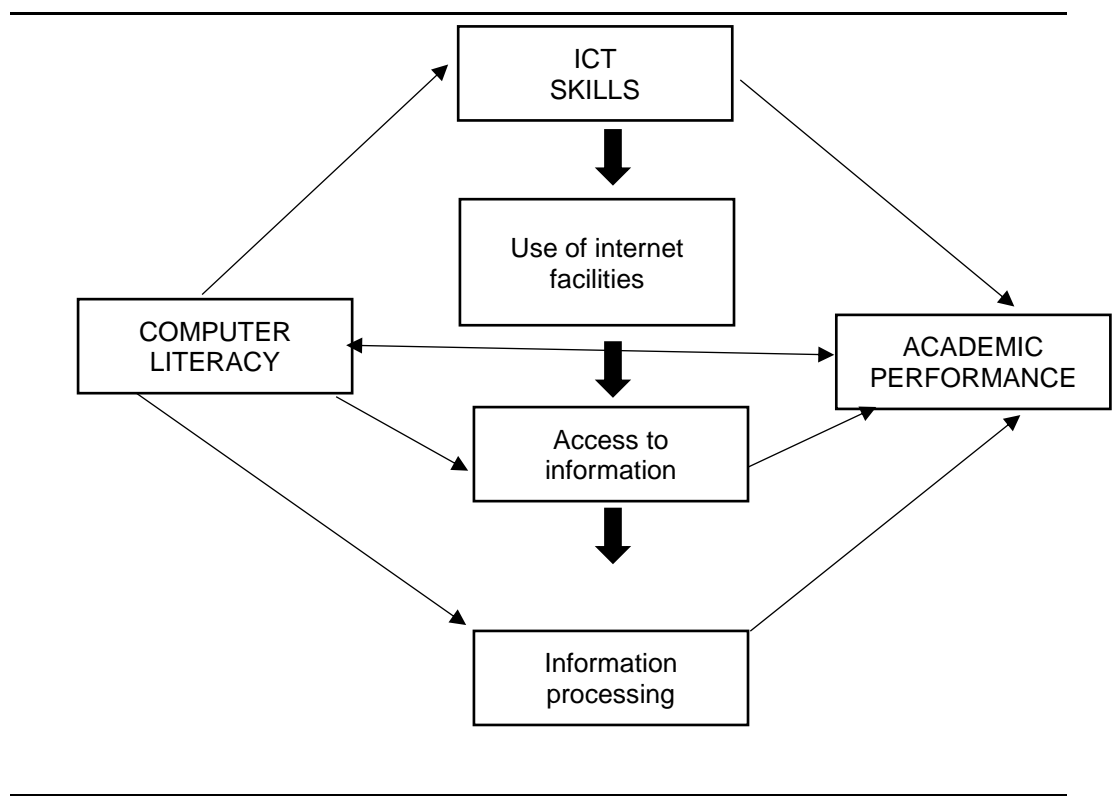 ICT
SKILLS
Use of internet
facilities
COMPUTER
LITERACY
ACADEMIC
PERFORMANCE
Access to
information
Information
processing